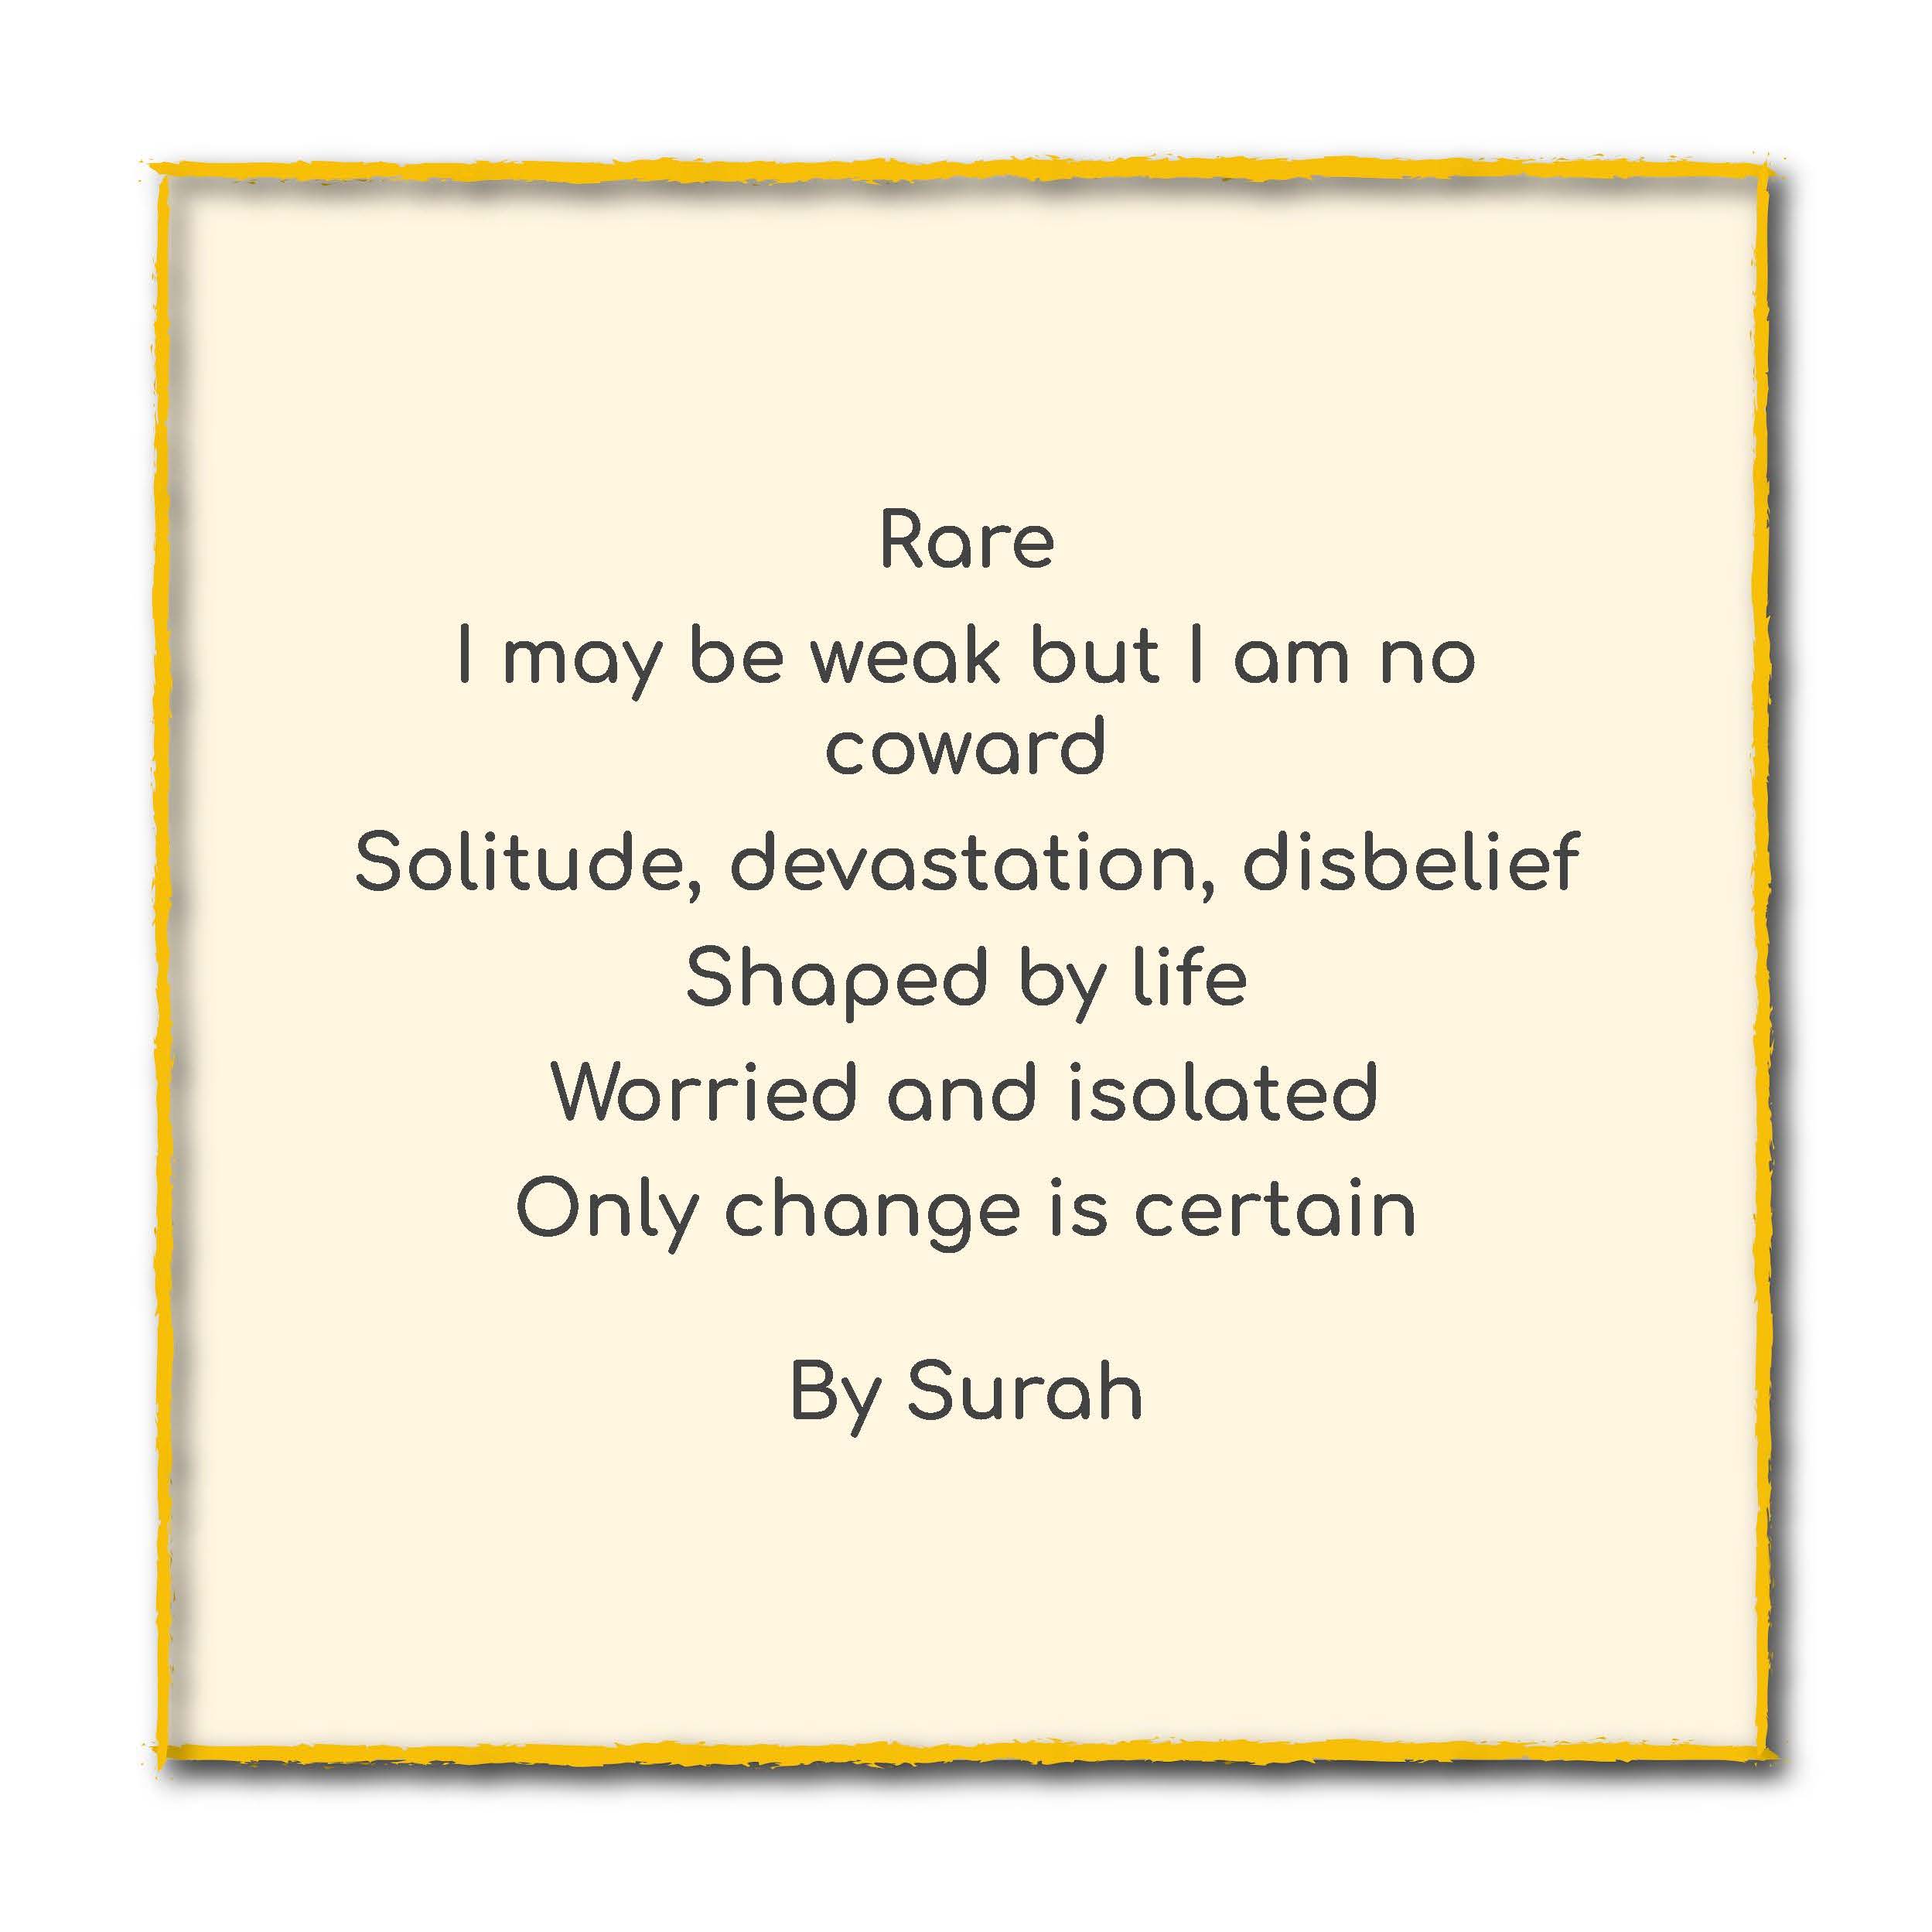 Rare
I may be weak but I am no
coward
Solitude, devastation, disbelief
Shaped by life
Worried and isolated
Only change is certain
By Surah